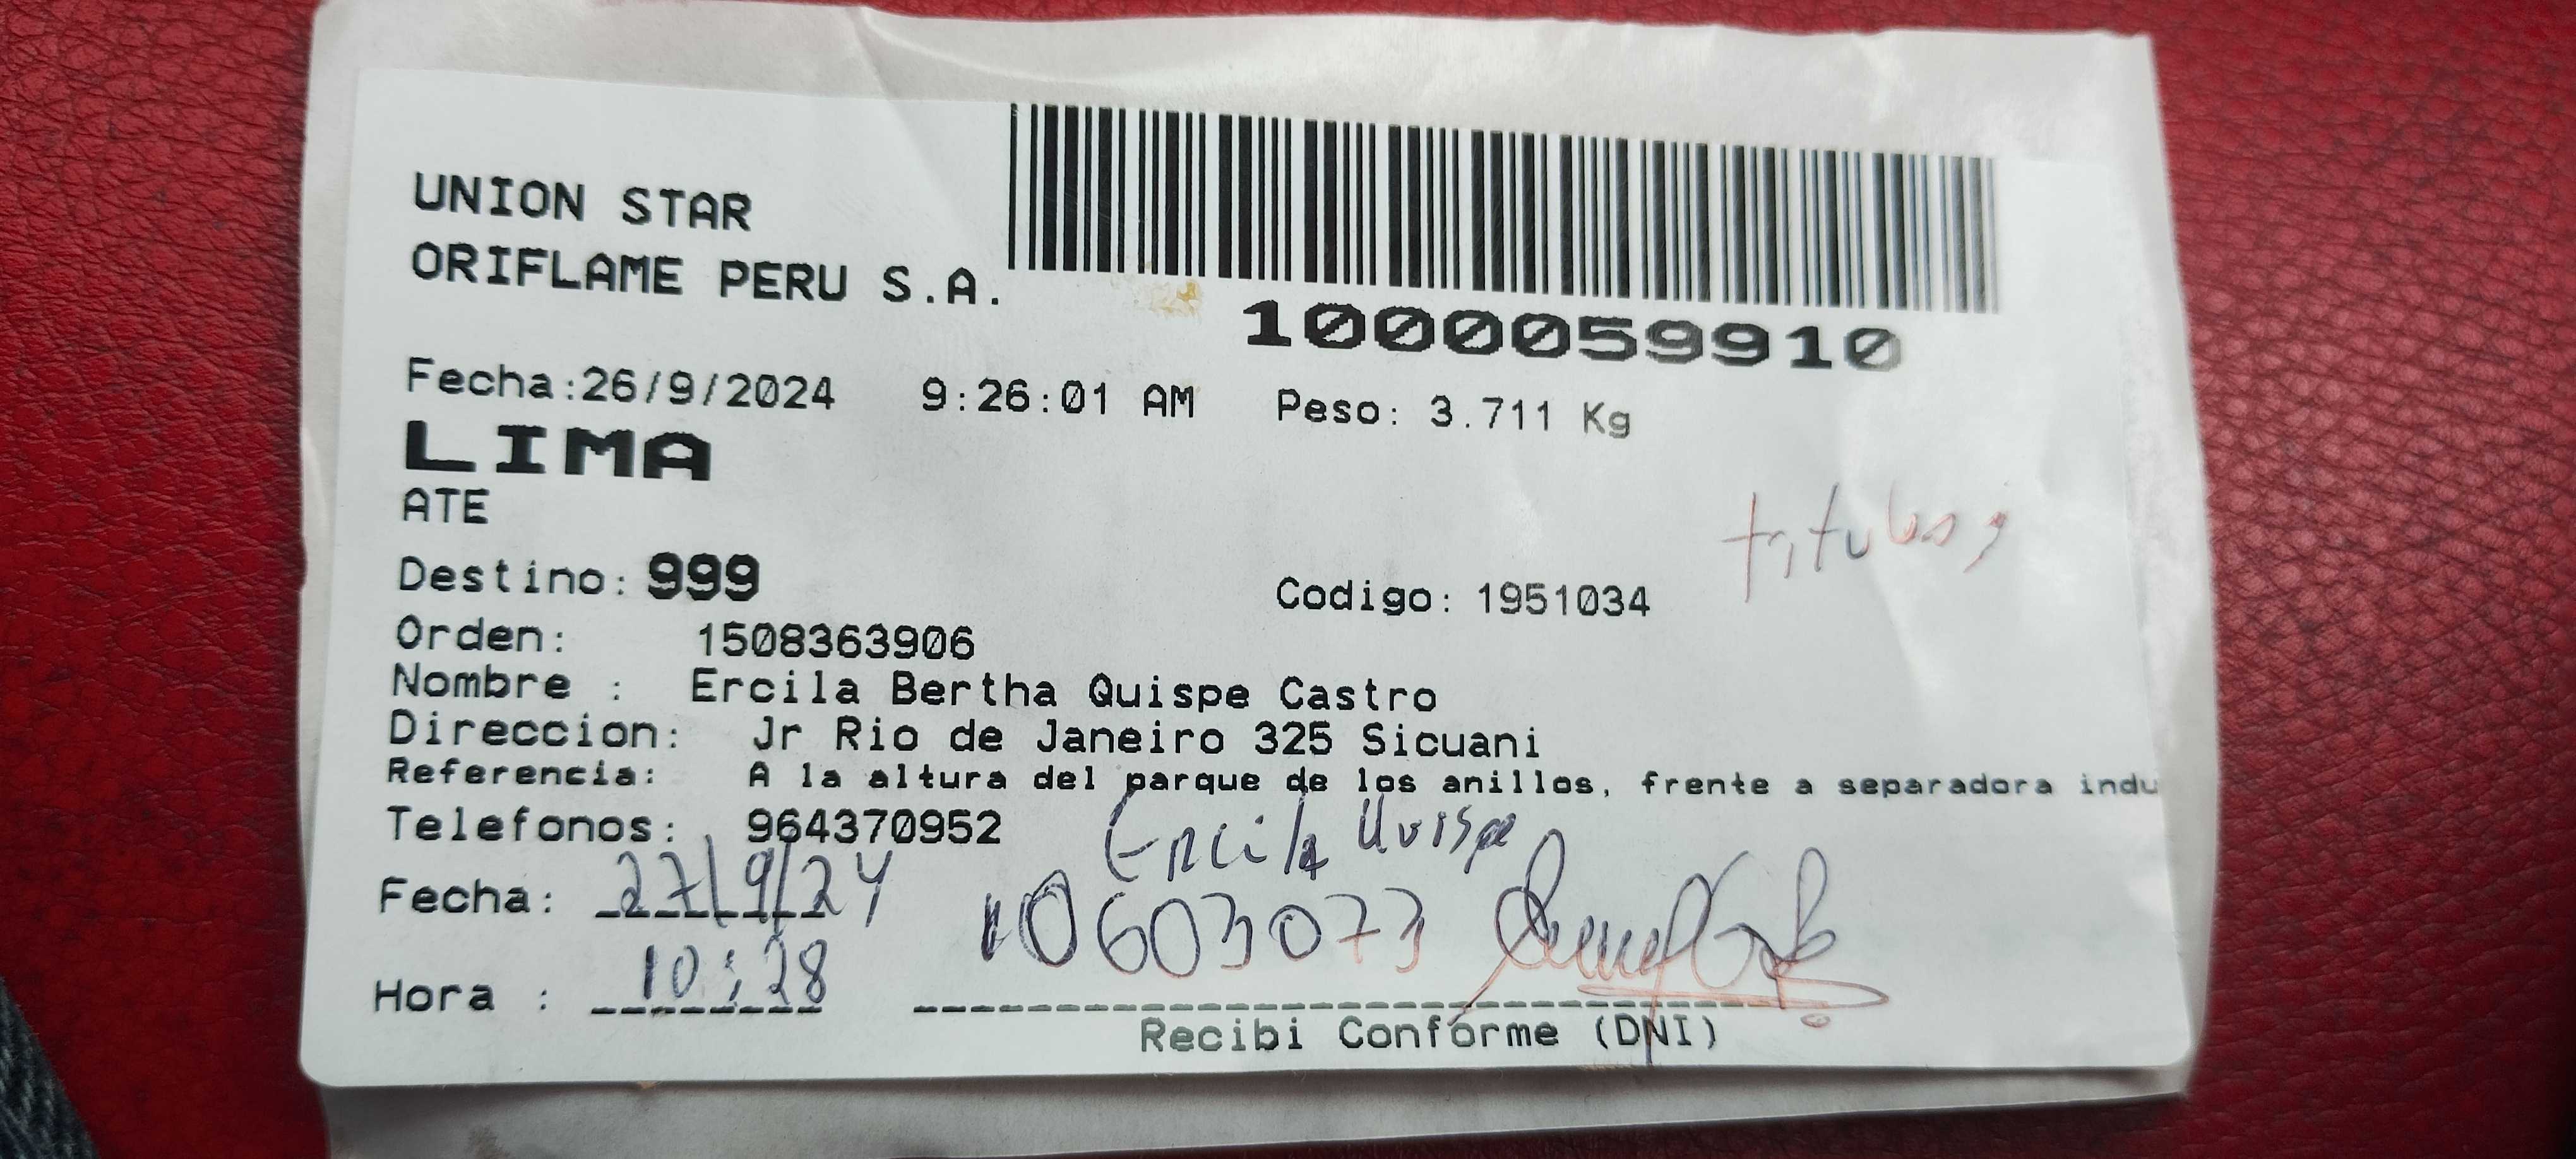 UNION STAR
ORIFLAME PERU S.A.
1000059910
Fecha:26/9/2024 9:26:01 AM Peso: 3.711 Kg
LIMA
ATE
Destino: 999
Codigo: 1951034
Orden: 1508363906
Nombre : Ercila Bertha Quispe Castro
Direccion: Jr Rio de Janeiro 325 Sicuani
Referencia: A la altura del parque de los anillos, frente a separadora indu
Telefonos: 964370952
Ercila Quispe
Fecha: 27/9/24
10603073
Hora : 10:28
Recibi Conforme (DNI)